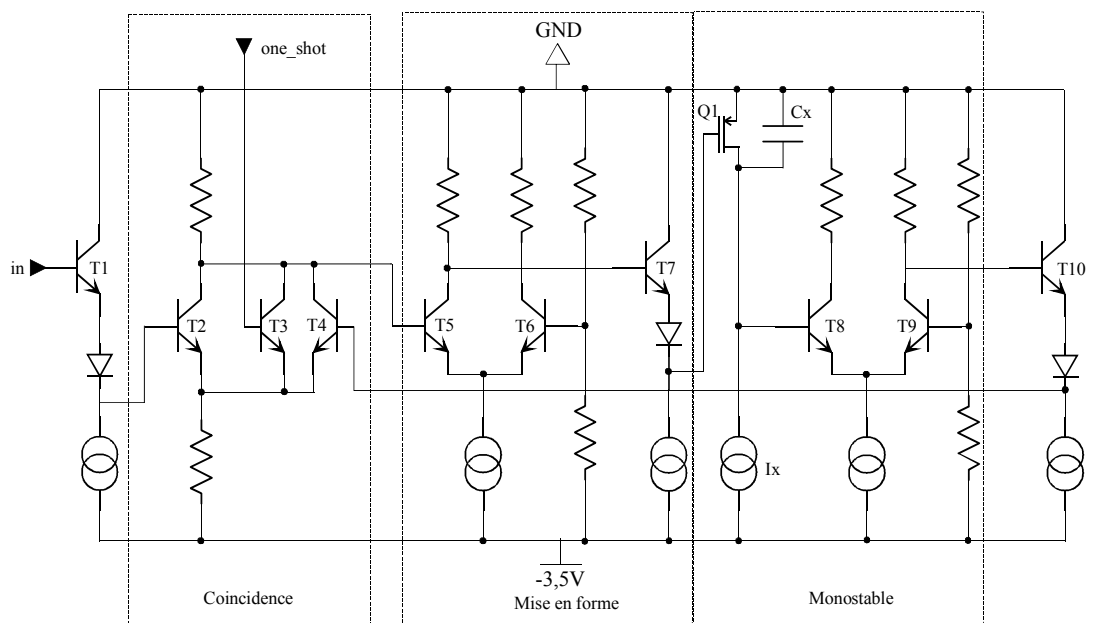 one_shot
GND
Q1
Cx
in
T1
T2
T3
T4
T5
T6
T7
T8
T9
T10
Ix
-3,5V
Coincidence
Mise en forme
Monostable